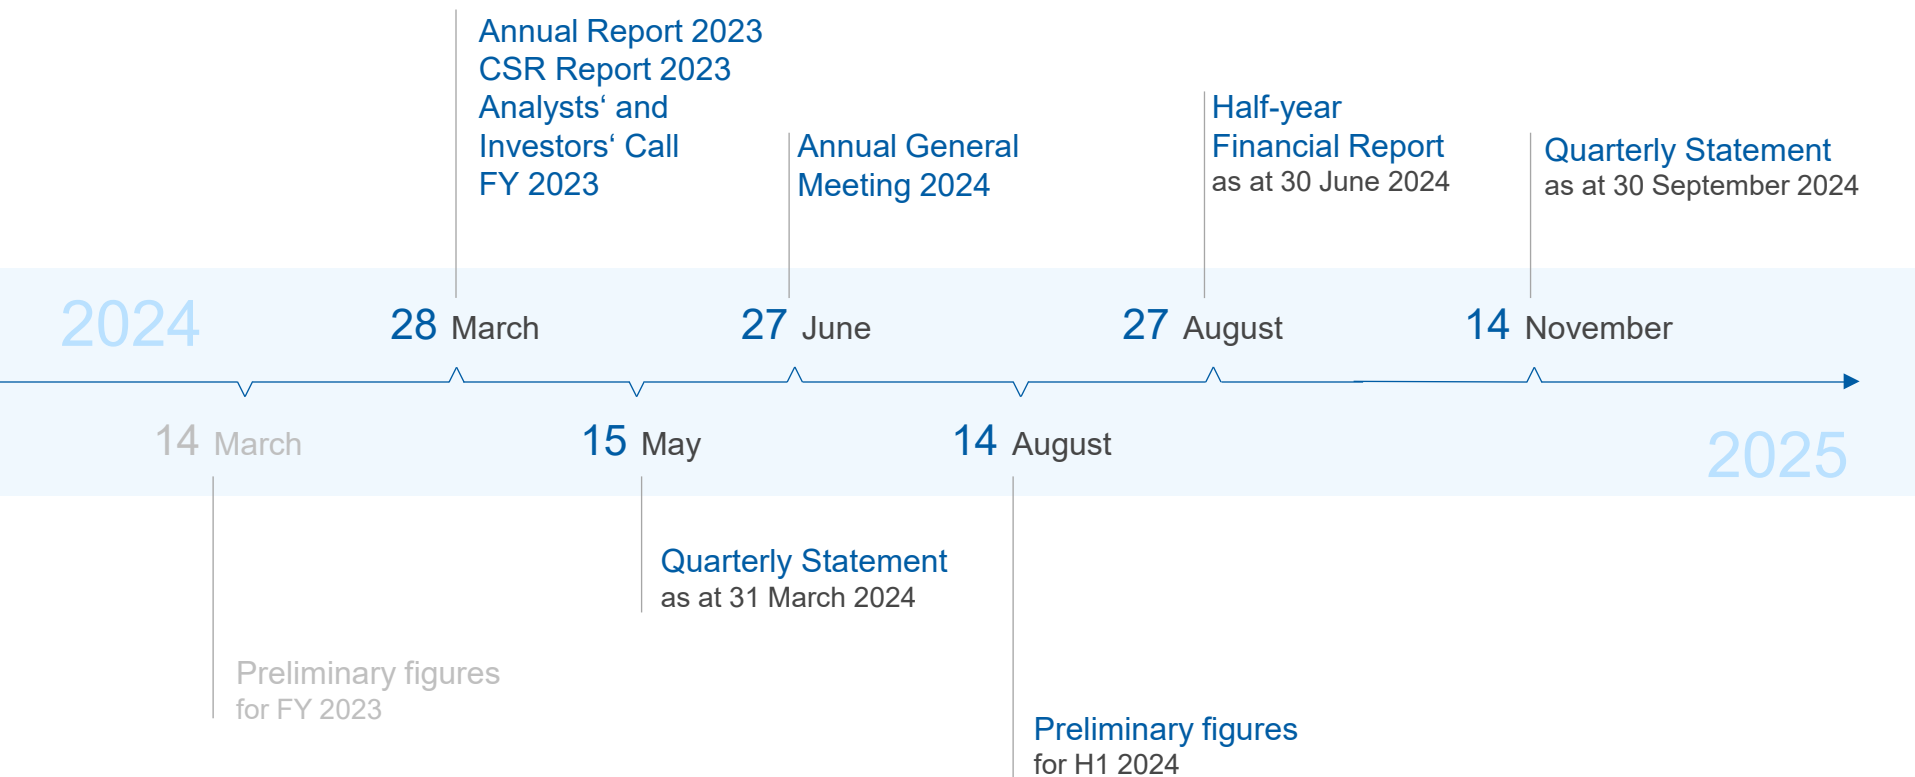 Annual Report 2023
CSR Report 2023
Analysts‘ and
Investors‘ Call
FY 2023
Annual General
Meeting 2024
Half-year
Financial Report
as at 30 June 2024
Quarterly Statement
as at 30 September 2024
2024
28 March
27 June
27 August
14 November
14 March
15 May
14 August
2025
Quarterly Statement
as at 31 March 2024
Preliminary figures
for FY 2023
Preliminary figures
for H1 2024